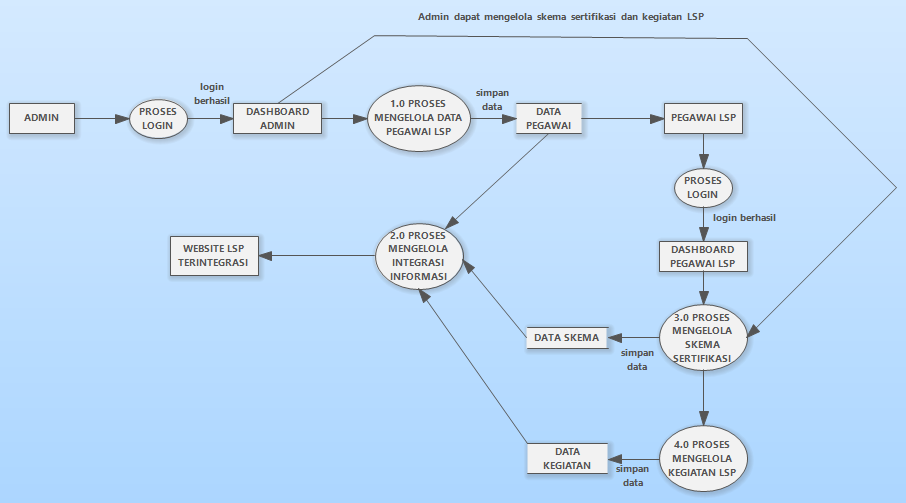 Admin dapat mengelola skema sertifikasi dan kegiatan LSP
login
berhasil
simpan
data
ADMIN
PROSES
LOGIN
DASHBOARD
ADMIN
1.0 PROSES
MENGELOLA DATA
PEGAWAI LSP
DATA
PEGAWAI
PEGAWAI LSP
PROSES
LOGIN
login berhasil
WEBSITE LSP
TERINTEGRASI
2.0 PROSES
MENGELOLA
INTEGRASI
INFORMASI
DASHBOARD
PEGAWAI LSP
DATA SKEMA
simpan
data
3.0 PROSES
MENGELOLA
SKEMA
SERTIFIKASI
DATA
KEGIATAN
simpan
data
4.0 PROSES
MENGELOLA
KEGIATAN LSP